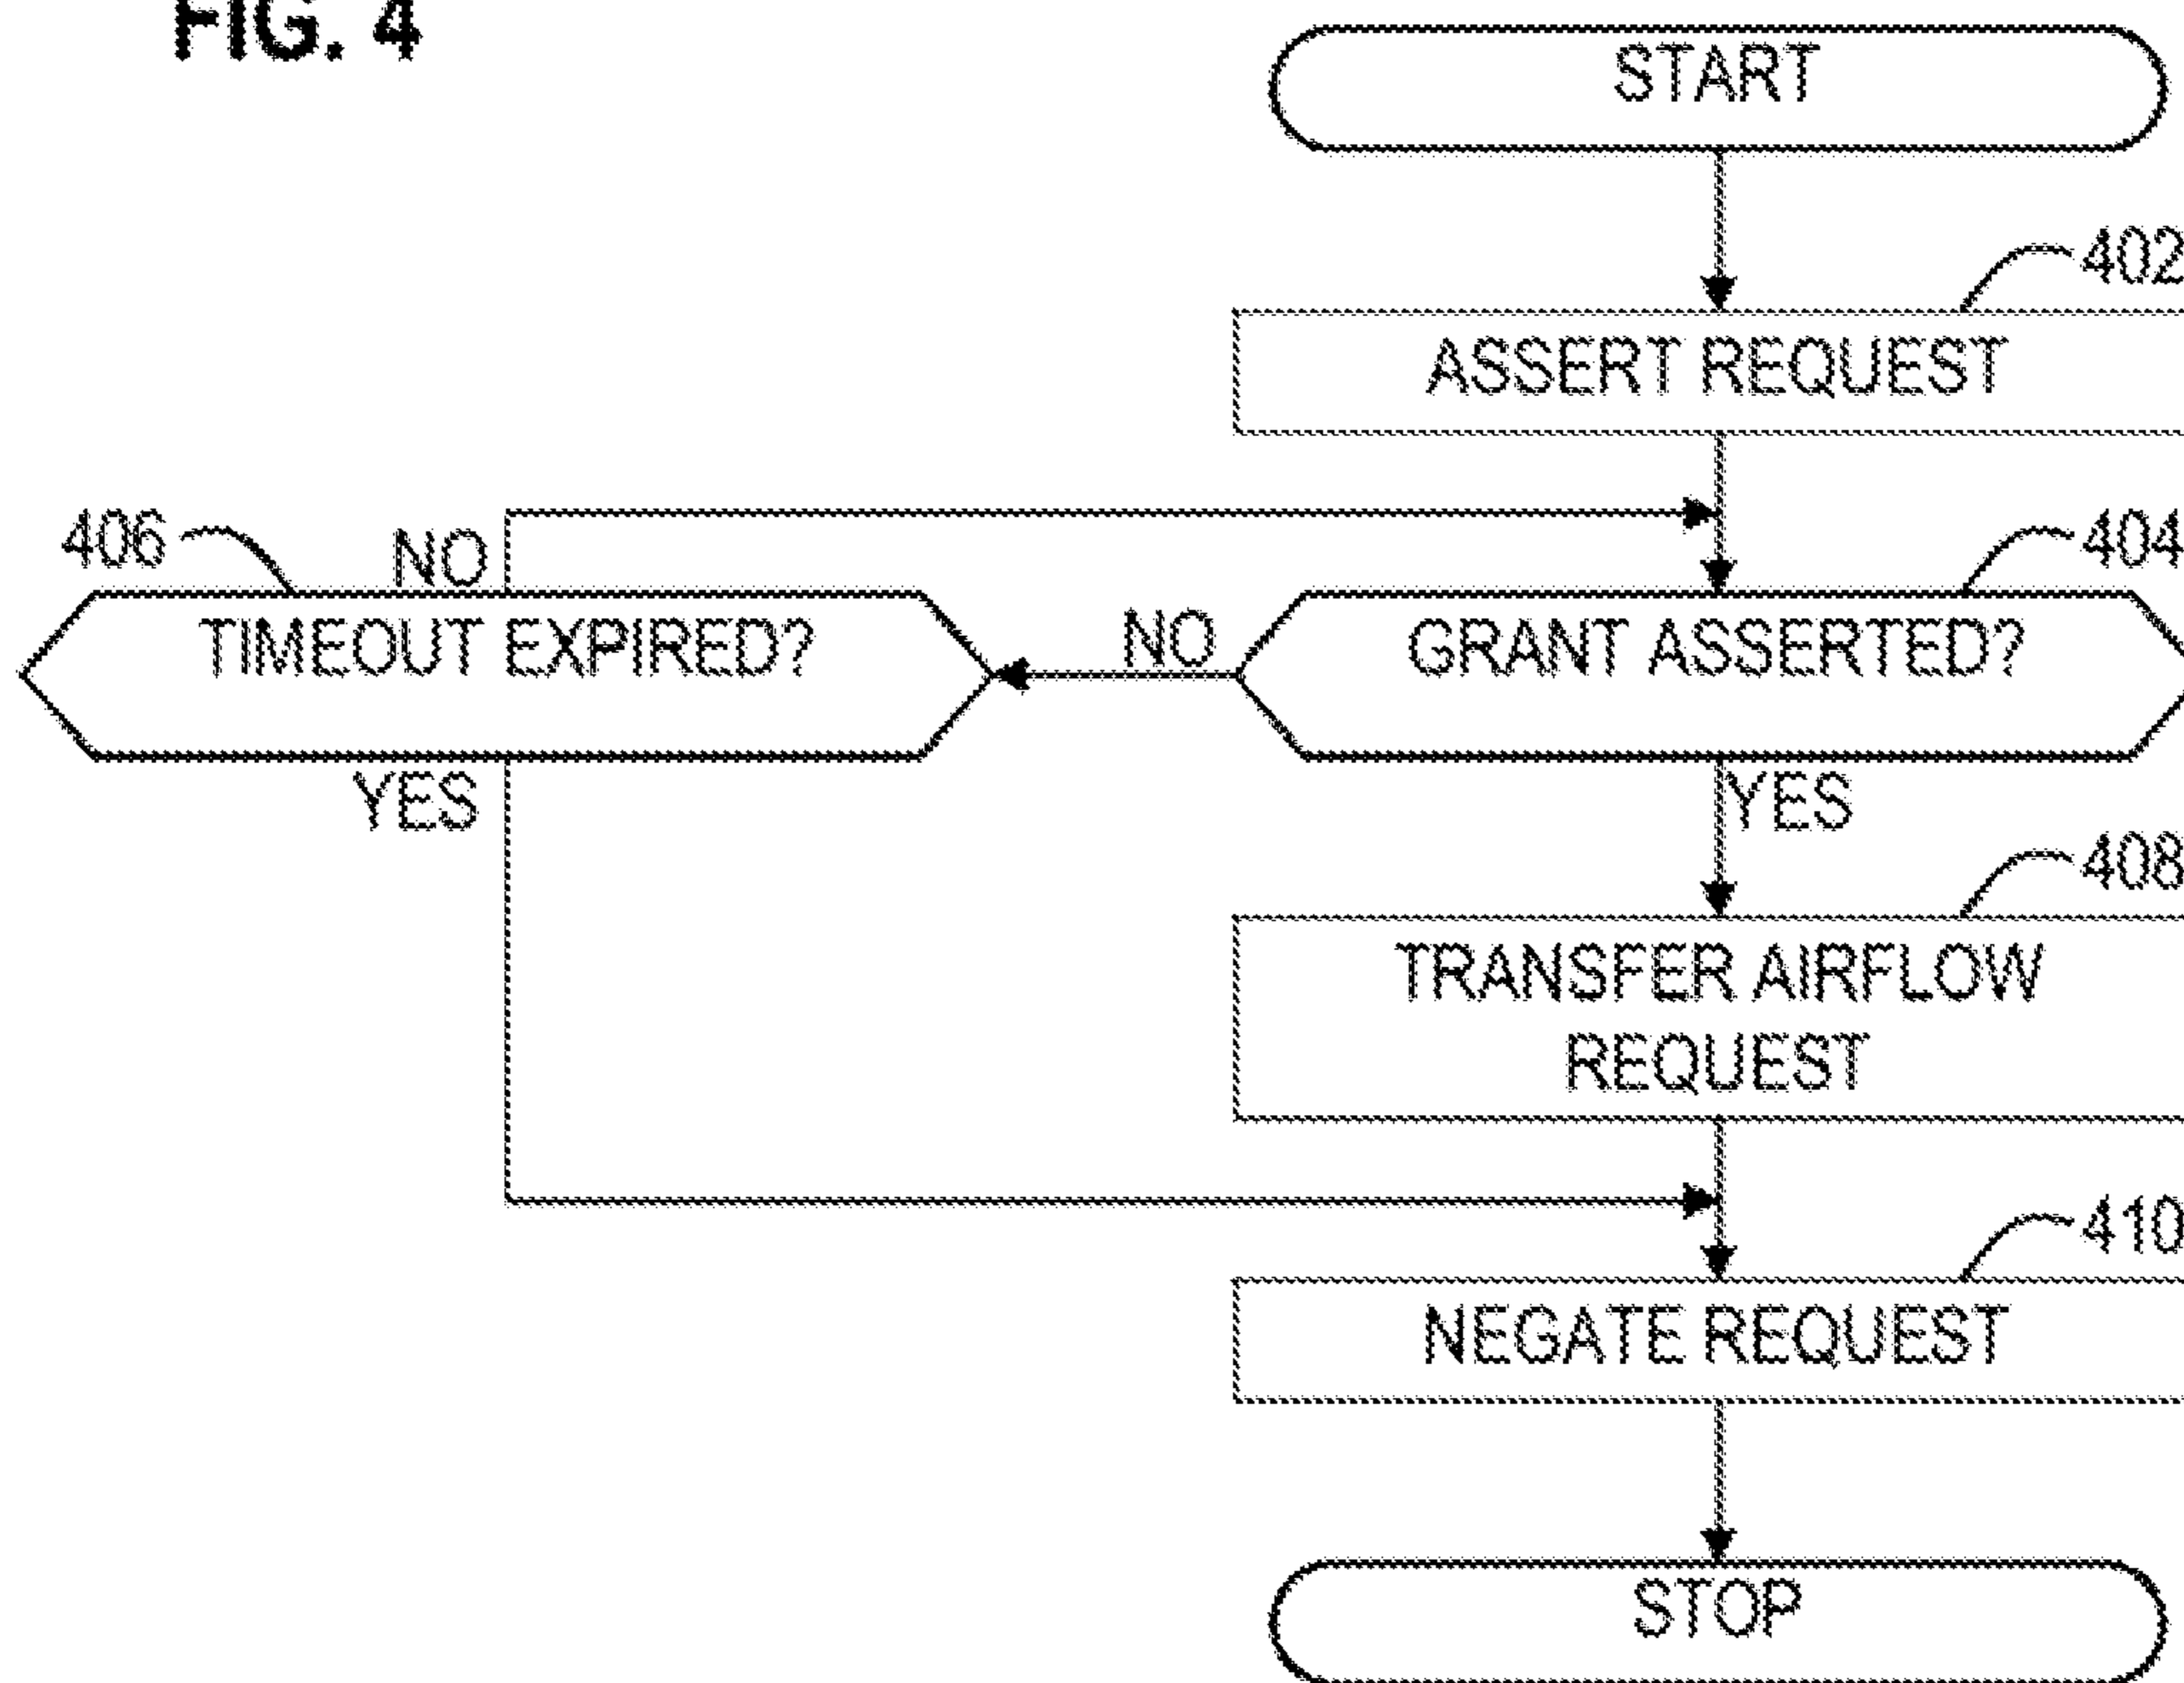 FIG. 4
START
402
ASSERT REQUEST
406
NO
404
TIMEOUT EXPIRED?
NO
GRANT ASSERTED?
YES
YES
408
TRANSFER AIRFLOW
REQUEST
410
NEGATE REQUEST
STOP